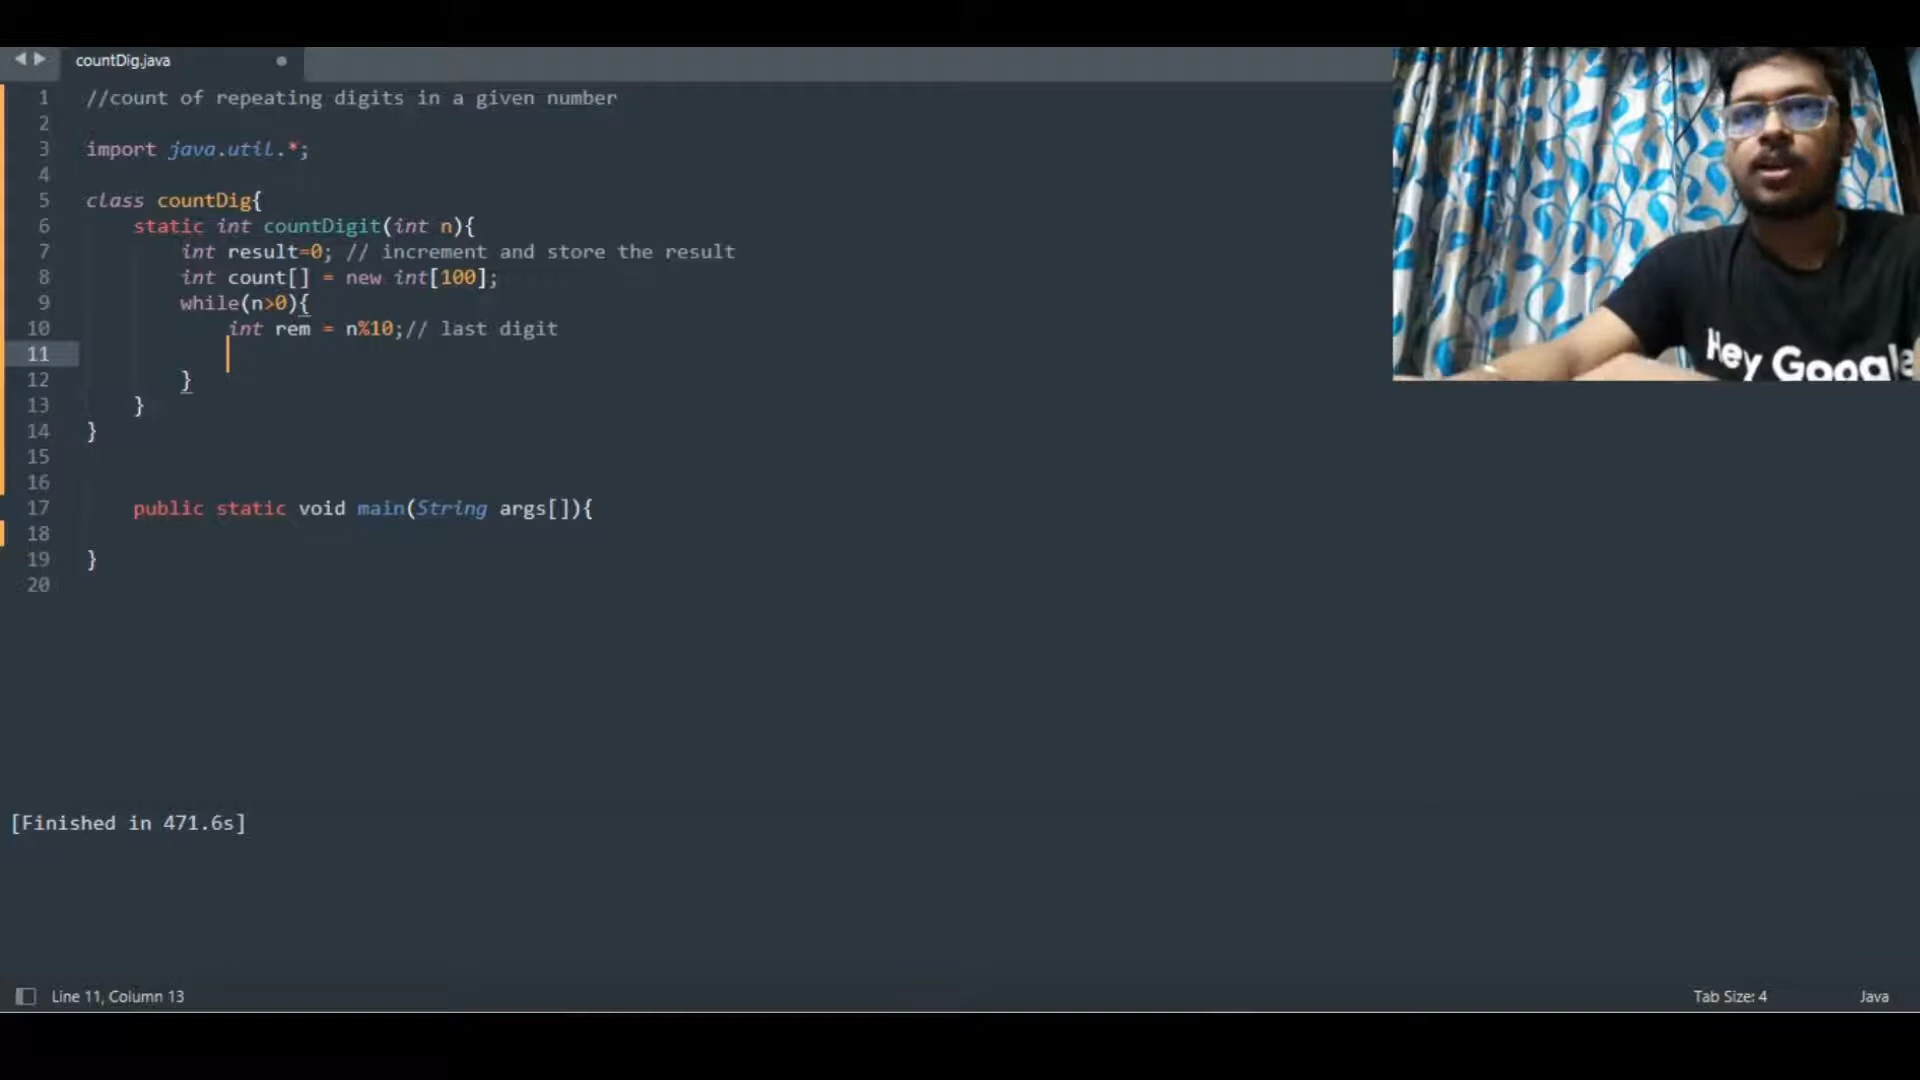 countDig.java
1 //count of repeating digits in a given number
2
3 import java.util.*;
4
5 class countDig{
6 static int countDigit(int n){
7 int result=0; // increment and store the result
8 int count[] = new int[100];
9 while(n>0){
10 int rem = n%10;// last digit
11
12 }
13 }
14 }
15
16
17 public static void main(String args[]){
18
19 }
20
Hey Google
[Finished in 471.6s]
Line 11, Column 13
Tab Size: 4
Java